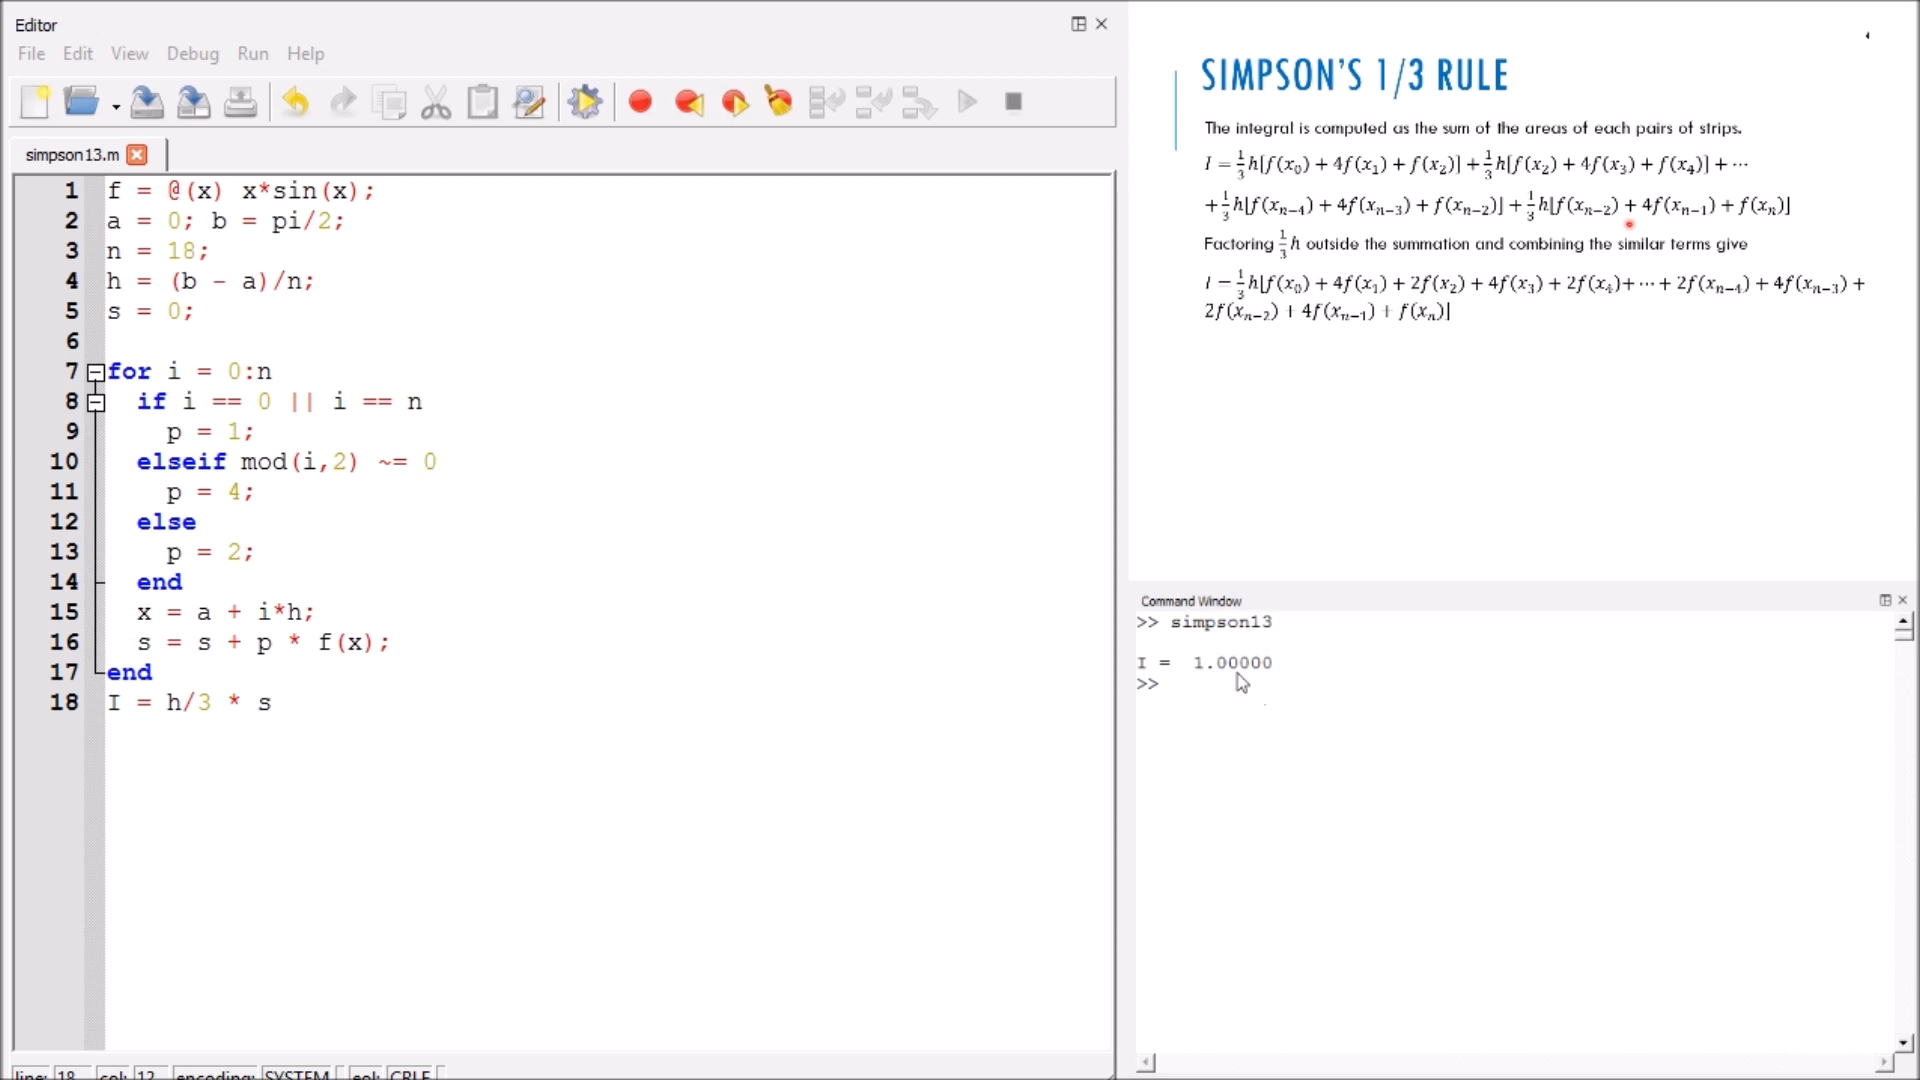 Editor
File Edit View Debug Run Help
simpson13.m
1 f = @(x) x*sin(x);
2 a = 0; b = pi/2;
3 n = 18;
4 h = (b - a)/n;
5 s = 0;
6
7 for i = 0:n
8 if i == 0 || i == n
9 p = 1;
10 elseif mod(i,2) ~= 0
11 p = 4;
12 else
13 p = 2;
14 end
15 x = a + i*h;
16 s = s + p * f(x);
17 end
18 I = h/3 * s
line: 18 col: 12 encoding: SYSTEM eol: CRLF
SIMPSON'S 1/3 RULE
The integral is computed as the sum of the areas of each pairs of strips.
I = 1/3 h[f(x₀) + 4f(x₁) + f(x₂)] + 1/3 h[f(x₂) + 4f(x₃) + f(x₄)] + ⋯
+ 1/3 h[f(xₙ₋₄) + 4f(xₙ₋₃) + f(xₙ₋₂)] + 1/3 h[f(xₙ₋₂) + 4f(xₙ₋₁) + f(xₙ)]
Factoring 1/3 h outside the summation and combining the similar terms give
I = 1/3 h[f(x₀) + 4f(x₁) + 2f(x₂) + 4f(x₃) + 2f(x₄)+ ⋯ + 2f(xₙ₋₄) + 4f(xₙ₋₃) +
2f(xₙ₋₂) + 4f(xₙ₋₁) + f(xₙ)]
Command Window
>> simpson13
I = 1.00000
>>